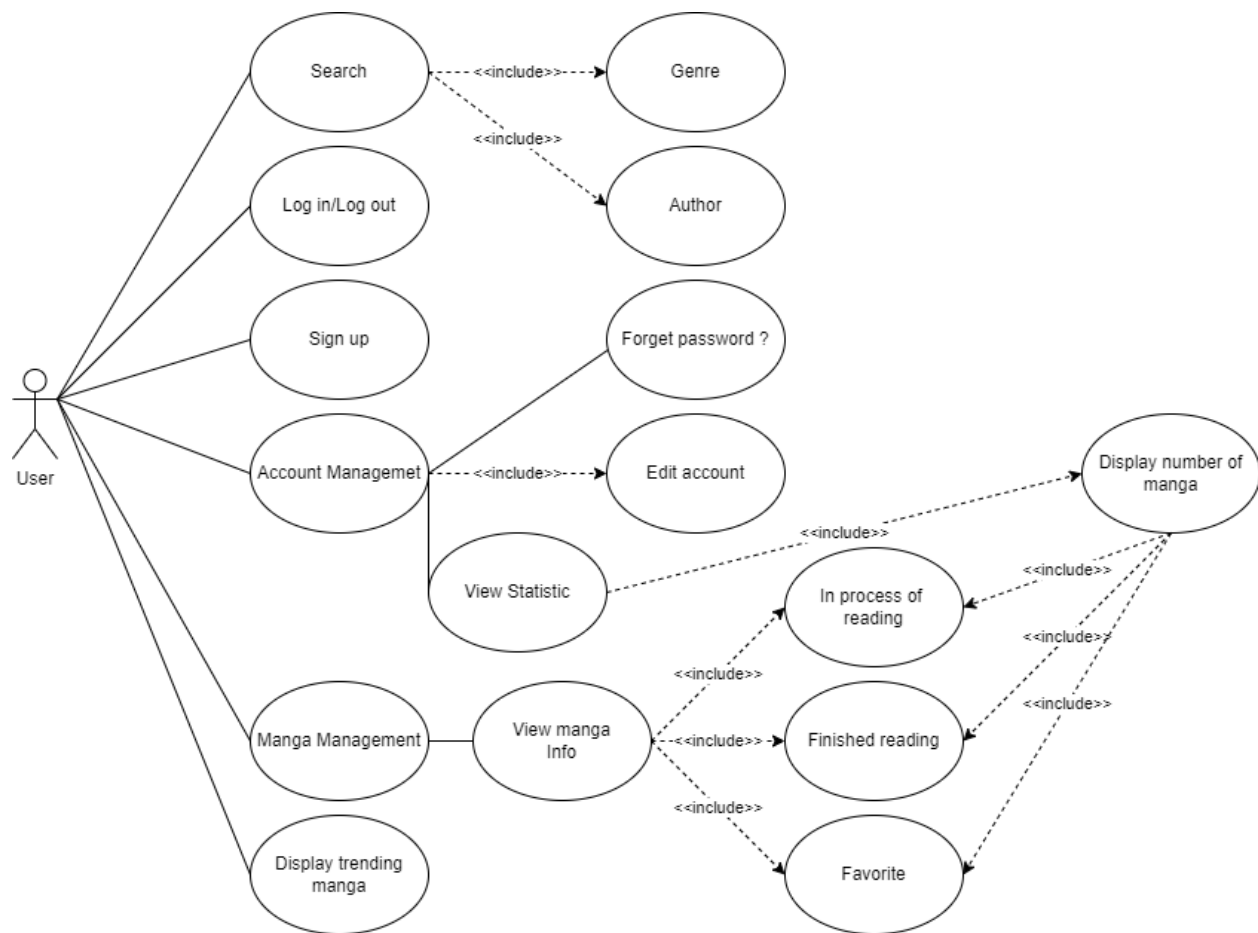 Search
<<include>>
Genre
<<include>>
Log in/Log out
Author
Sign up
Forget password ?
User
Account Managemet
<<include>>
Edit account
Display number of
manga
<<include>>
View Statistic
In process of
reading
<<include>>
<<include>>
<<include>>
<<include>>
Manga Management
View manga
Info
<<include>>
Finished reading
<<include>>
Display trending
manga
Favorite